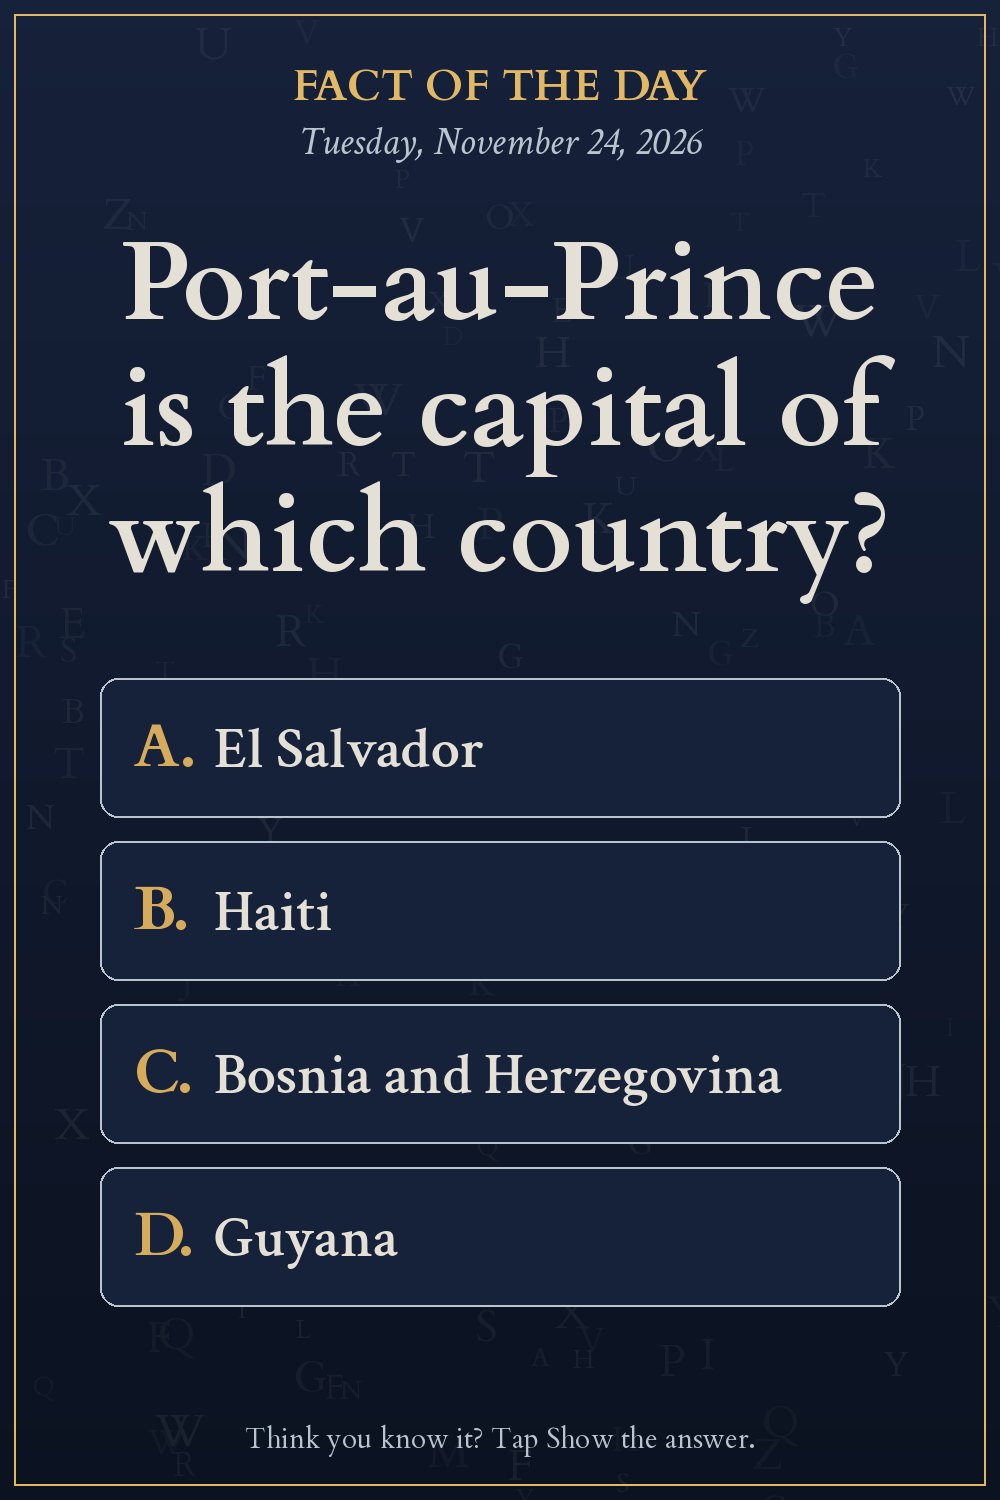 FACT OF THE DAY
Tuesday, November 24, 2026
Port-au-Prince
is the capital of
which country?
A. El Salvador
B. Haiti
C. Bosnia and Herzegovina
D. Guyana
Think you know it? Tap Show the answer.